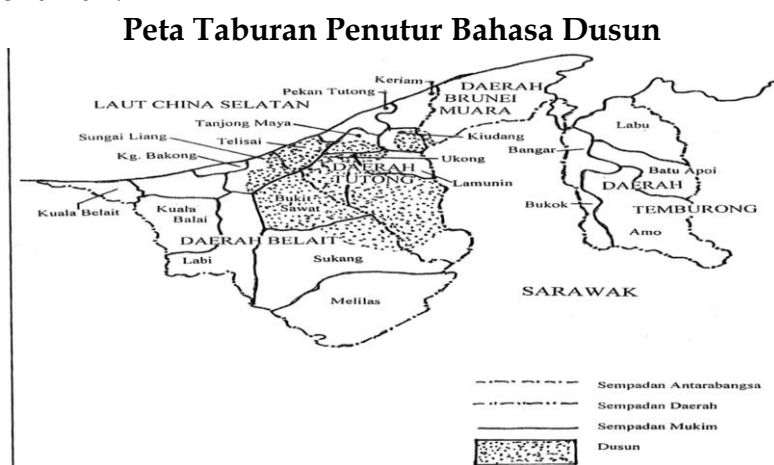 Peta Taburan Penutur Bahasa Dusun
Keriam
DAERAH
BRUNEI
MUARA
Pekan Tutong
LAUT CHINA SELATAN
Tanjong Maya
Labu
Sungai Liang
Telisai
Kiudang
Bangar
Kg. Bakong
Ukong
DAERAH
TUTONG
Lamunin
Batu Apoi
DAERAH
TEMBURONG
Kuala Belait
Kuala
Balai
Bukit
Sawat
Bukok
Amo
DAERAH BELAIT
Labi
Sukang
Melilas
SARAWAK
Sempadan Antarabangsa
Sempadan Daerah
Sempadan Mukim
Dusun